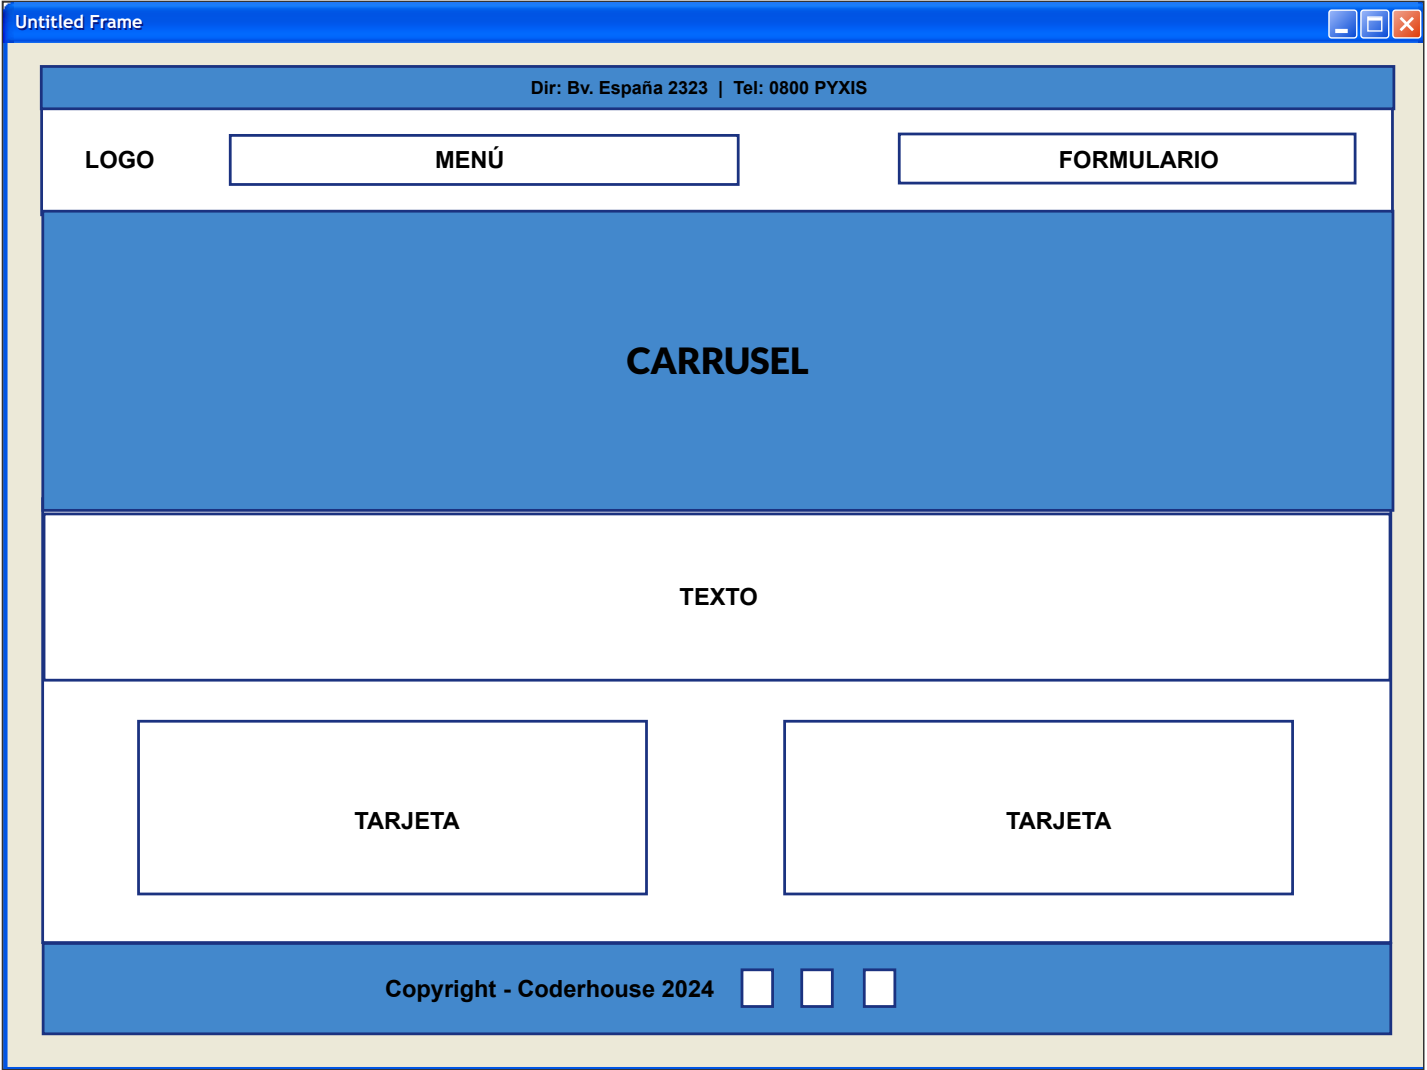 Untitled Frame
Dir: Bv. España 2323 | Tel: 0800 PYXIS
LOGO
MENÚ
FORMULARIO
CARRUSEL
TEXTO
TARJETA
TARJETA
Copyright - Coderhouse 2024